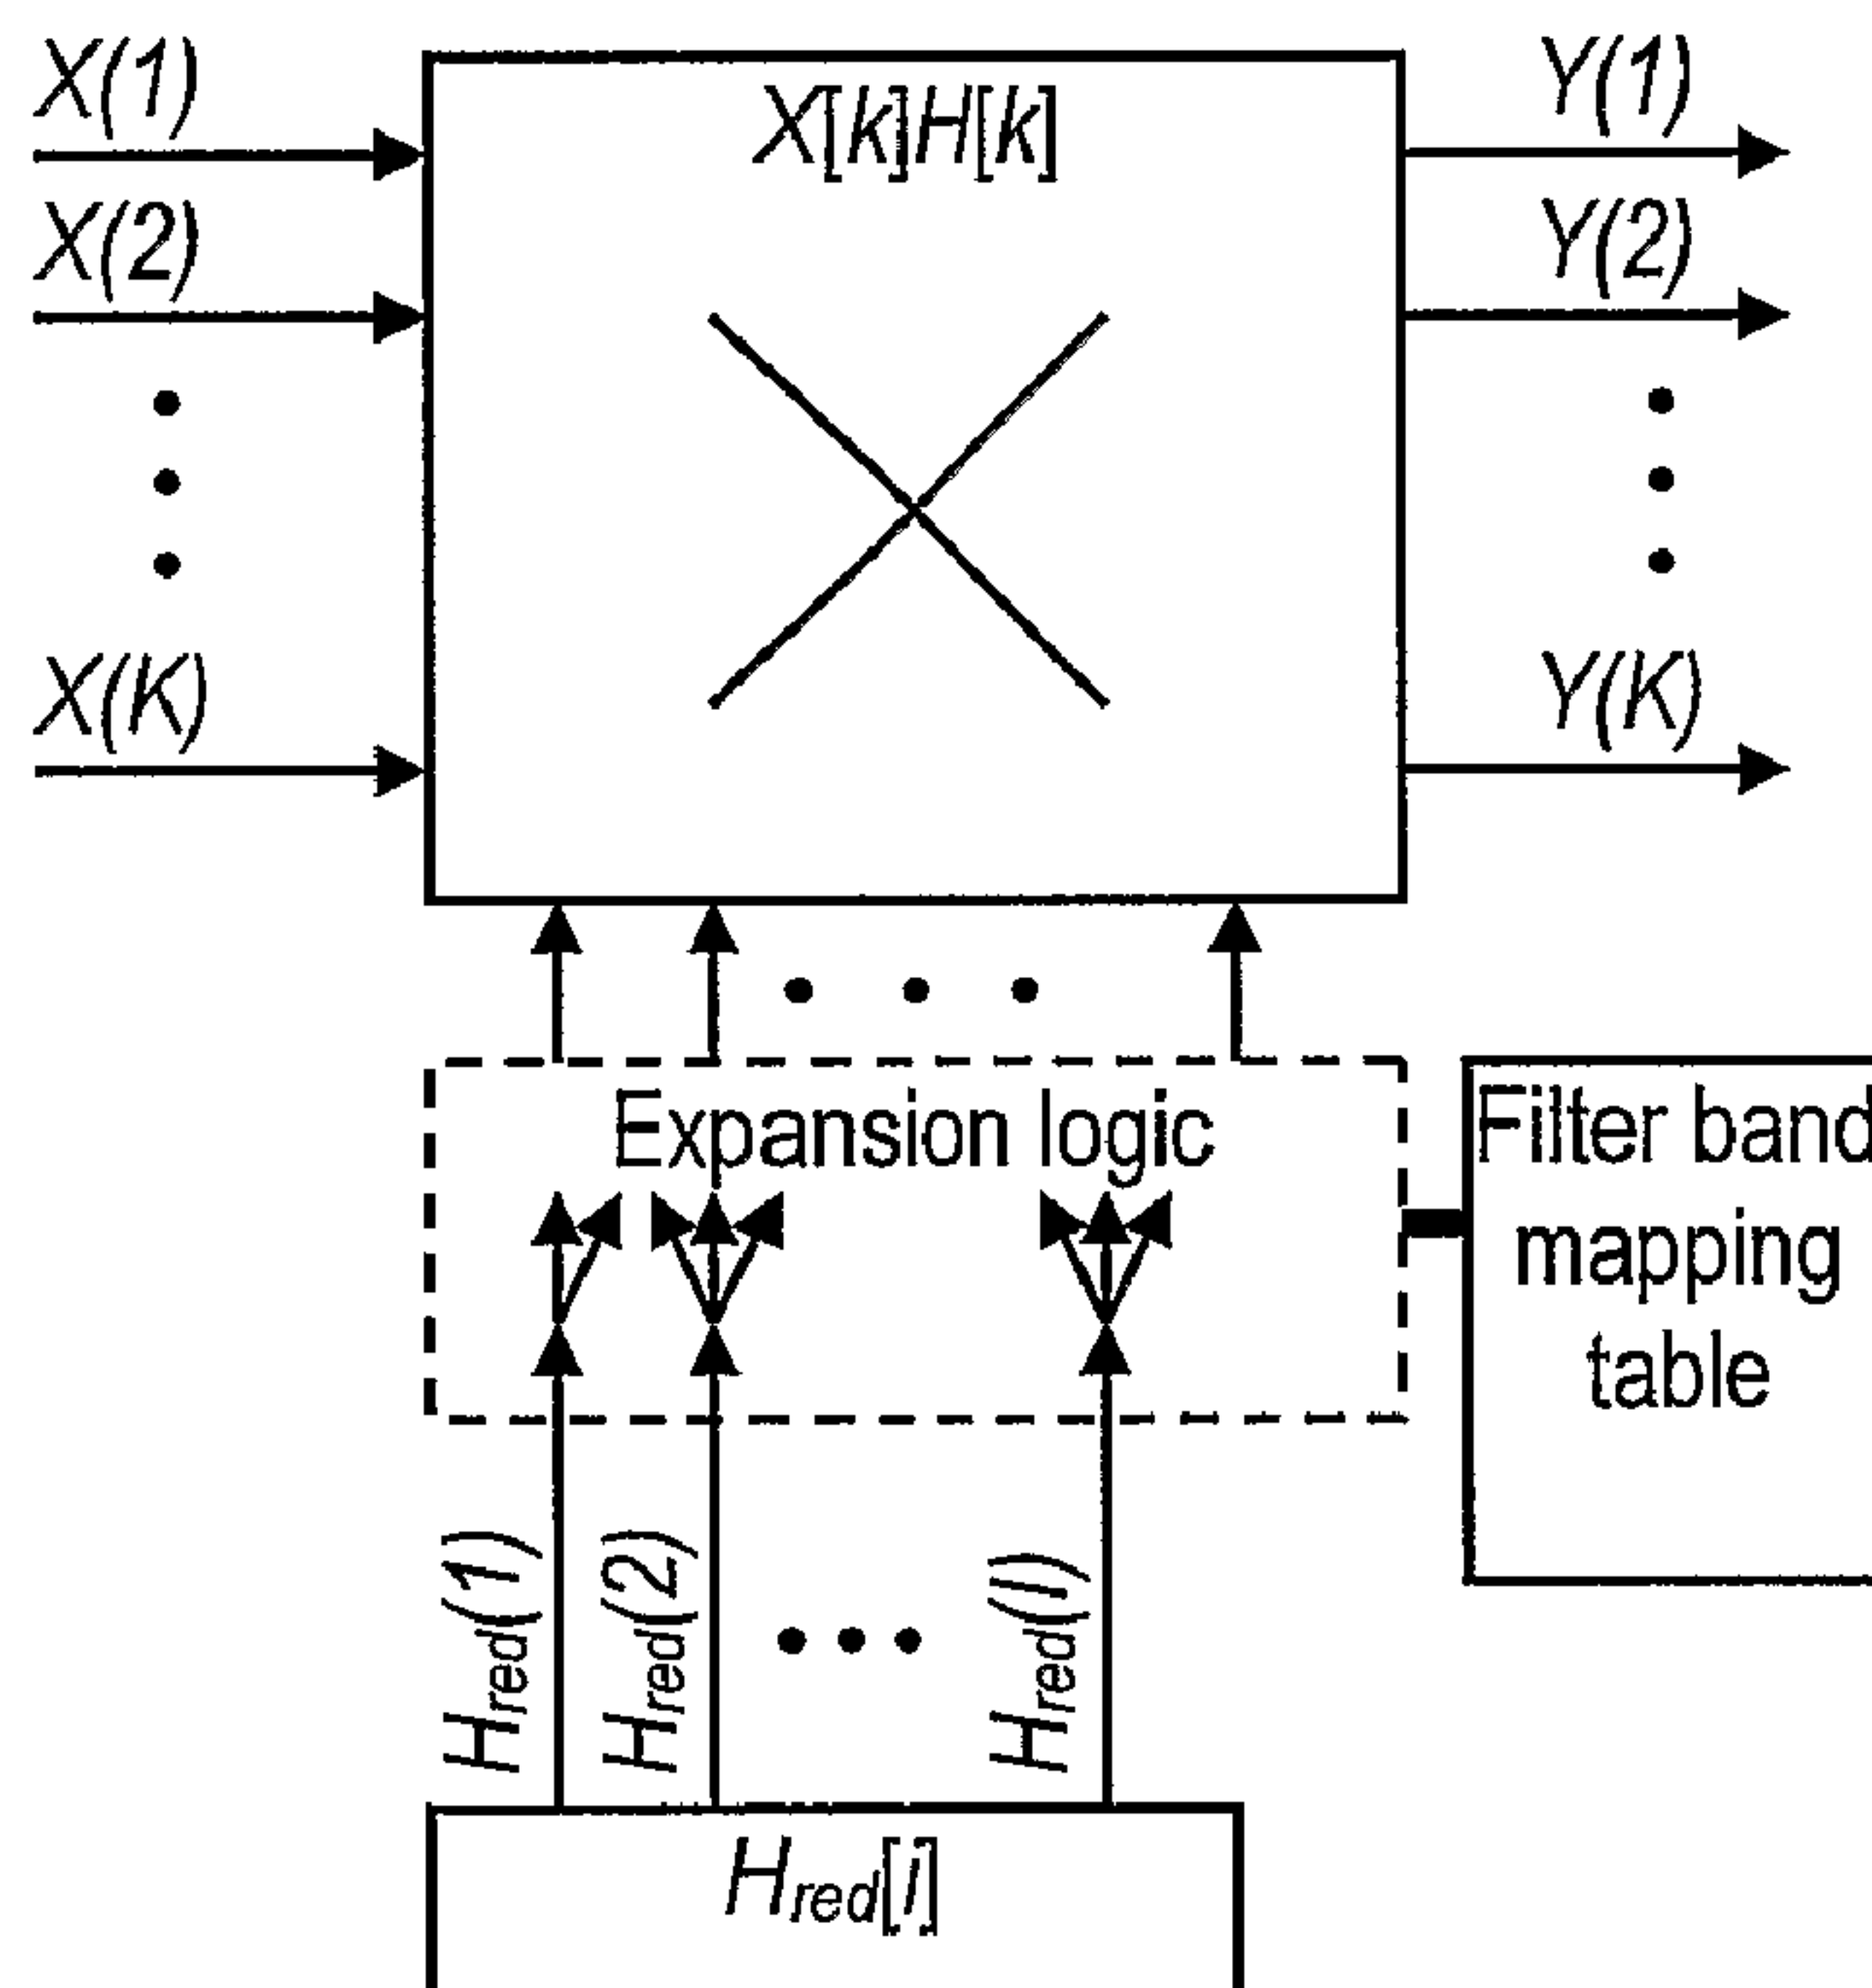 X(1)
X[k]H[k]
Y(1)
X(2)
Y(2)
X(K)
Y(K)
Expansion logic
Filter band
mapping
table
Hred(1)
Hred(2)
Hred(I)
Hred[i]